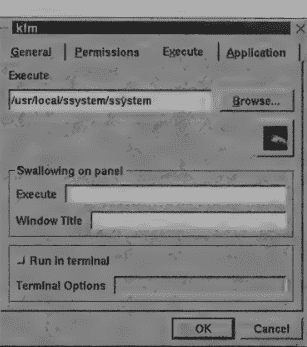 kfm
General Permissions Execute Application
Execute
/usr/local/ssystem/ssystem Browse...
Swallowing on panel
Execute
Window Title
Run in terminal
Terminal Options
OK Cancel